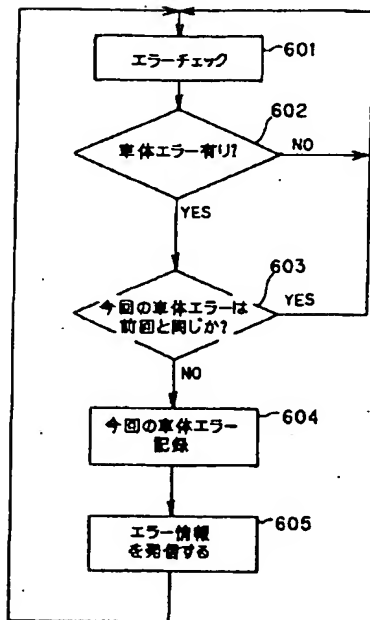 エラーチェック
601
602
車体エラー有り?
NO
YES
603
今回の車体エラーは
前回と同じか?
YES
NO
604
今回の車体エラー
記録
605
エラー情報
を発信する